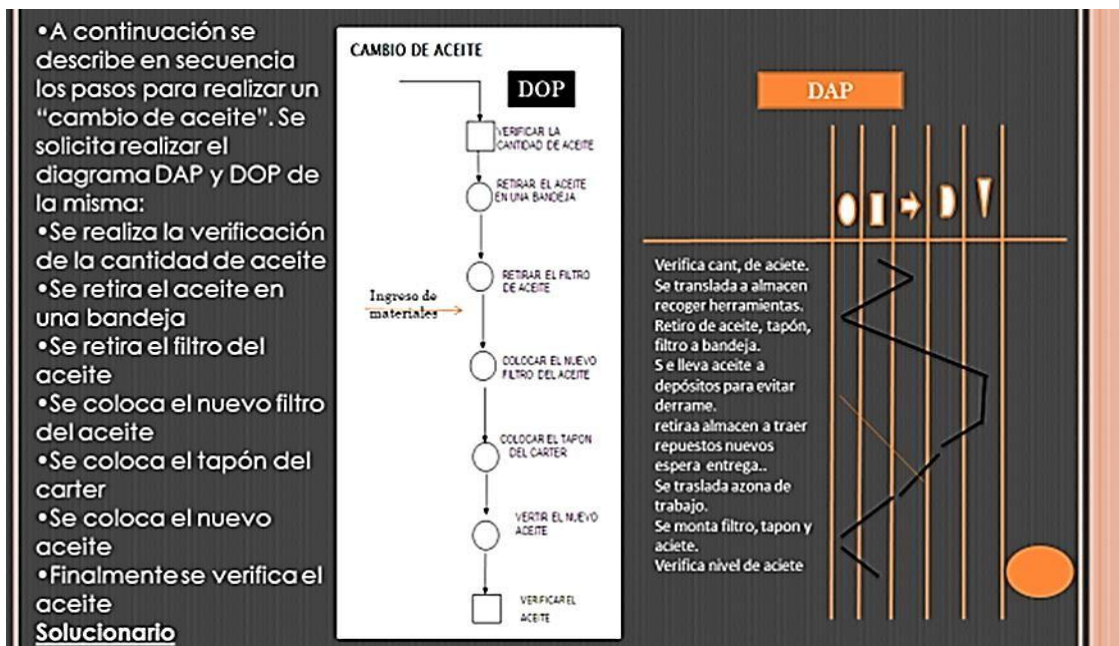 •A continuación se
describe en secuencia
los pasos para realizar un
"cambio de aceite". Se
solicita realizar el
diagrama DAP y DOP de
la misma:
•Se realiza la verificación
de la cantidad de aceite
•Se retira el aceite en
una bandeja
•Se retira el filtro del
aceite
•Se coloca el nuevo filtro
del aceite
•Se coloca el tapón del
carter
•Se coloca el nuevo
aceite
•Finalmente se verifica el
aceite
Solucionario
CAMBIO DE ACEITE
DOP
VERIFICAR LA
CANTIDAD DE ACEITE
RETIRAR EL ACEITE
EN UNA BANDEJA
RETIRAR EL FILTRO
DE ACEITE
Ingreso de
materiales
COLOCAR EL NUEVO
FILTRO DEL ACEITE
COLOCAR EL TAPON
DEL CARTER
VERTIR EL NUEVO
ACEITE
VERIFICAR EL
ACEITE
DAP
Verifica cant, de aciete.
Se translada a almacen
recoger herramientas.
Retiro de aceite, tapón,
filtro a bandeja.
S e lleva aceite a
depósitos para evitar
derrame.
retiraa almacen a traer
repuestos nuevos
espera entrega..
Se traslada azona de
trabajo.
Se monta filtro, tapon y
aciete.
Verifica nivel de aciete